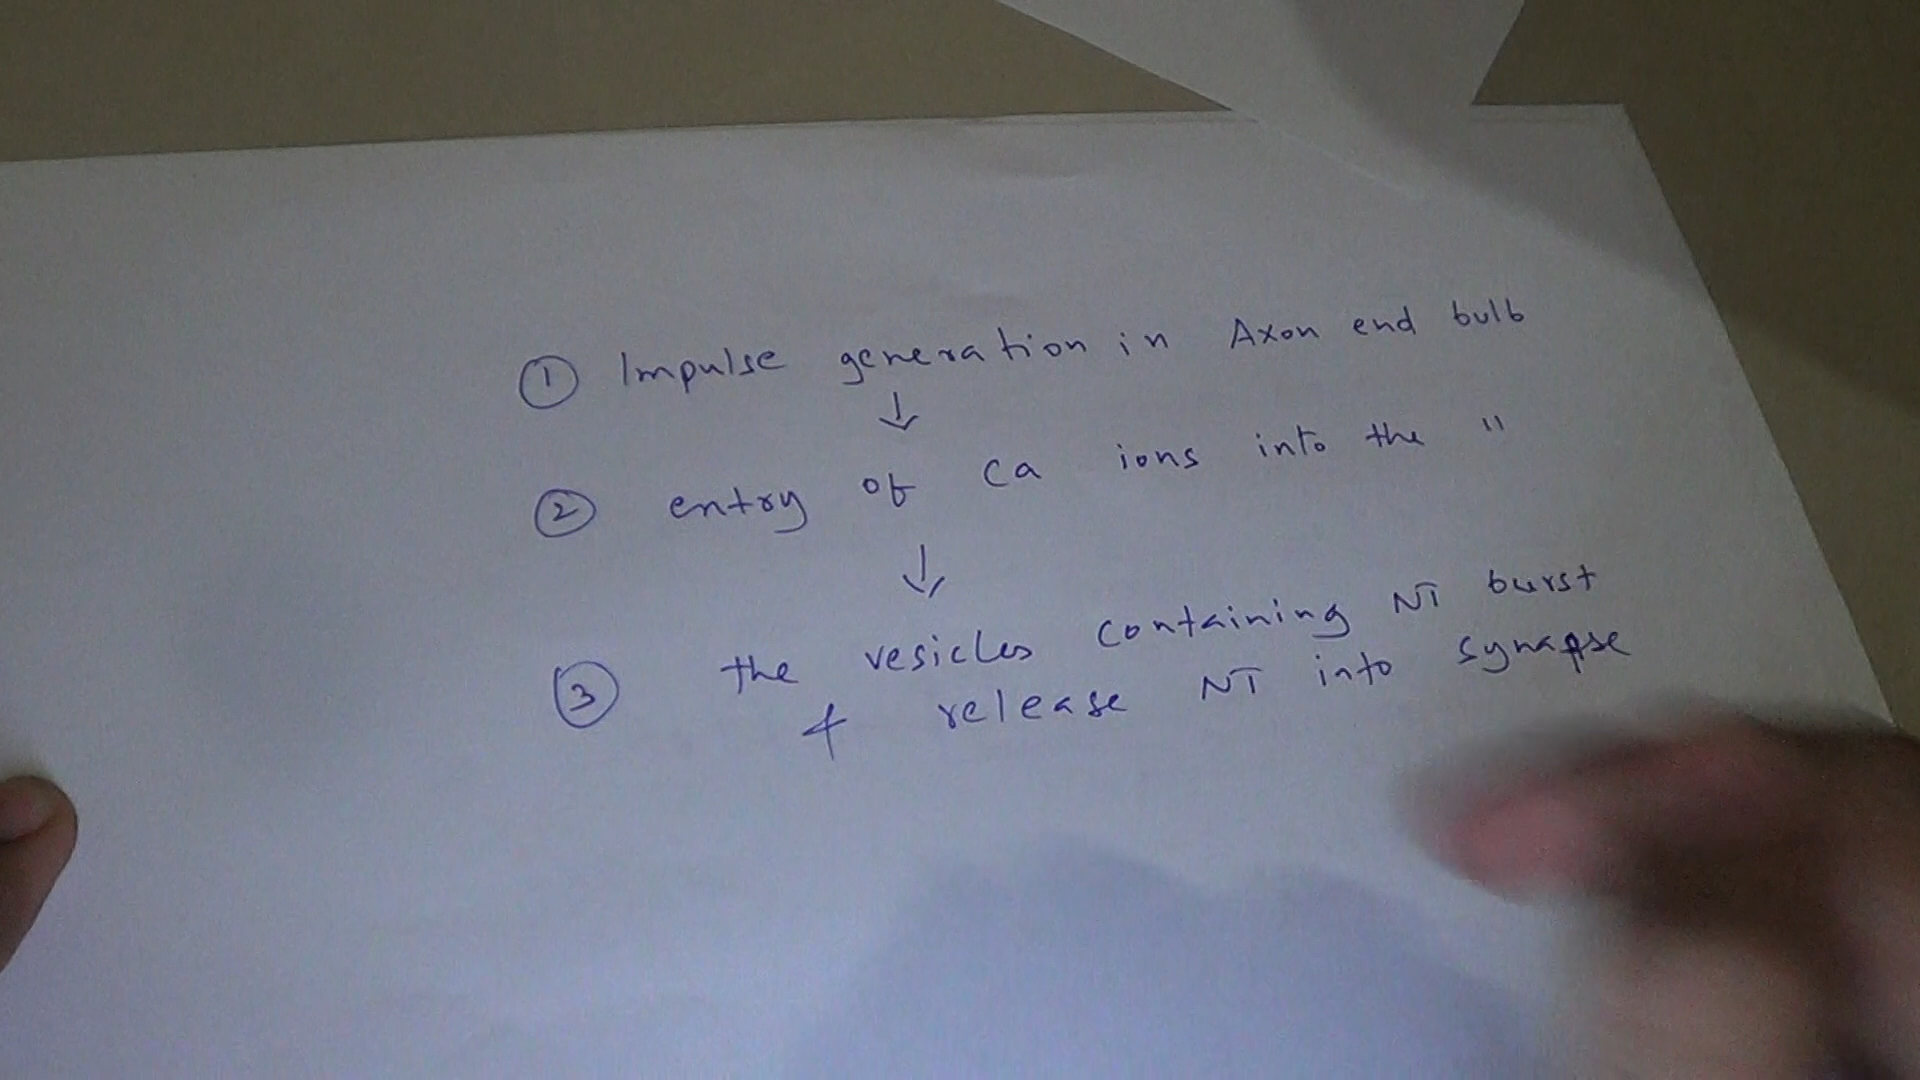 ① Impulse generation in Axon end bulb
↓
② entry of ca ions into the "
↓
③ the vesicles containing NT burst
& release NT into synapse